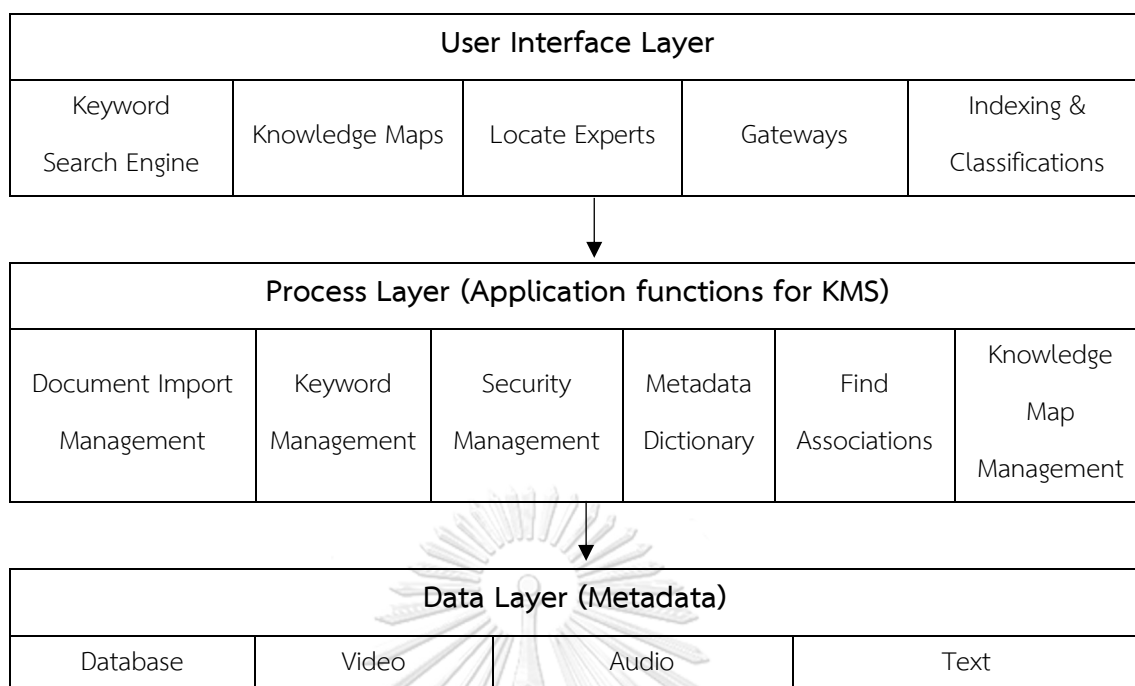 User Interface Layer
Keyword
Search Engine
Knowledge Maps
Locate Experts
Gateways
Indexing &
Classifications
Process Layer (Application functions for KMS)
Document Import
Management
Keyword
Management
Security
Management
Metadada
Dictionary
Find
Associations
Knowledge
Map
Management
Data Layer (Metadata)
Database
Video
Audio
Text